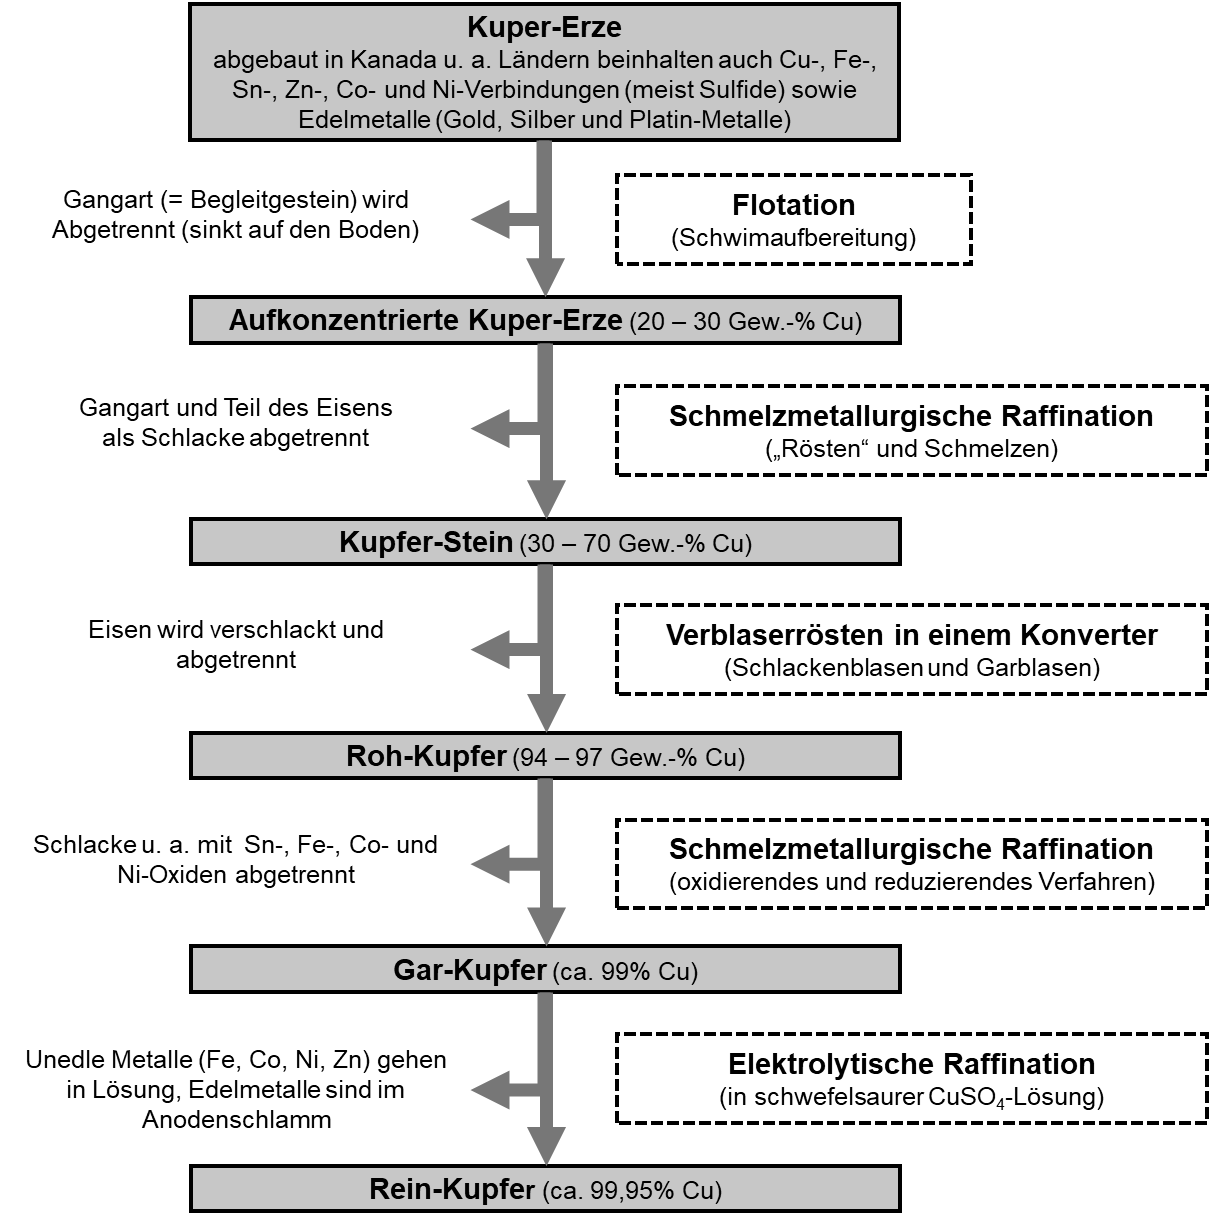 Kuper-Erze
abgebaut in Kanada u. a. Ländern beinhalten auch Cu-, Fe-,
Sn-, Zn-, Co- und Ni-Verbindungen (meist Sulfide) sowie
Edelmetalle (Gold, Silber und Platin-Metalle)
Gangart (= Begleitgestein) wird
Abgetrennt (sinkt auf den Boden)
Flotation
(Schwimaufbereitung)
Aufkonzentrierte Kuper-Erze (20 – 30 Gew.-% Cu)
Gangart und Teil des Eisens
als Schlacke abgetrennt
Schmelzmetallurgische Raffination
(„Rösten“ und Schmelzen)
Kupfer-Stein (30 – 70 Gew.-% Cu)
Eisen wird verschlackt und
abgetrennt
Verblaserrösten in einem Konverter
(Schlackenblasen und Garblasen)
Roh-Kupfer (94 – 97 Gew.-% Cu)
Schlacke u. a. mit Sn-, Fe-, Co- und
Ni-Oxiden abgetrennt
Schmelzmetallurgische Raffination
(oxidierendes und reduzierendes Verfahren)
Gar-Kupfer (ca. 99% Cu)
Unedle Metalle (Fe, Co, Ni, Zn) gehen
in Lösung, Edelmetalle sind im
Anodenschlamm
Elektrolytische Raffination
(in schwefelsaurer CuSO₄-Lösung)
Rein-Kupfer (ca. 99,95% Cu)